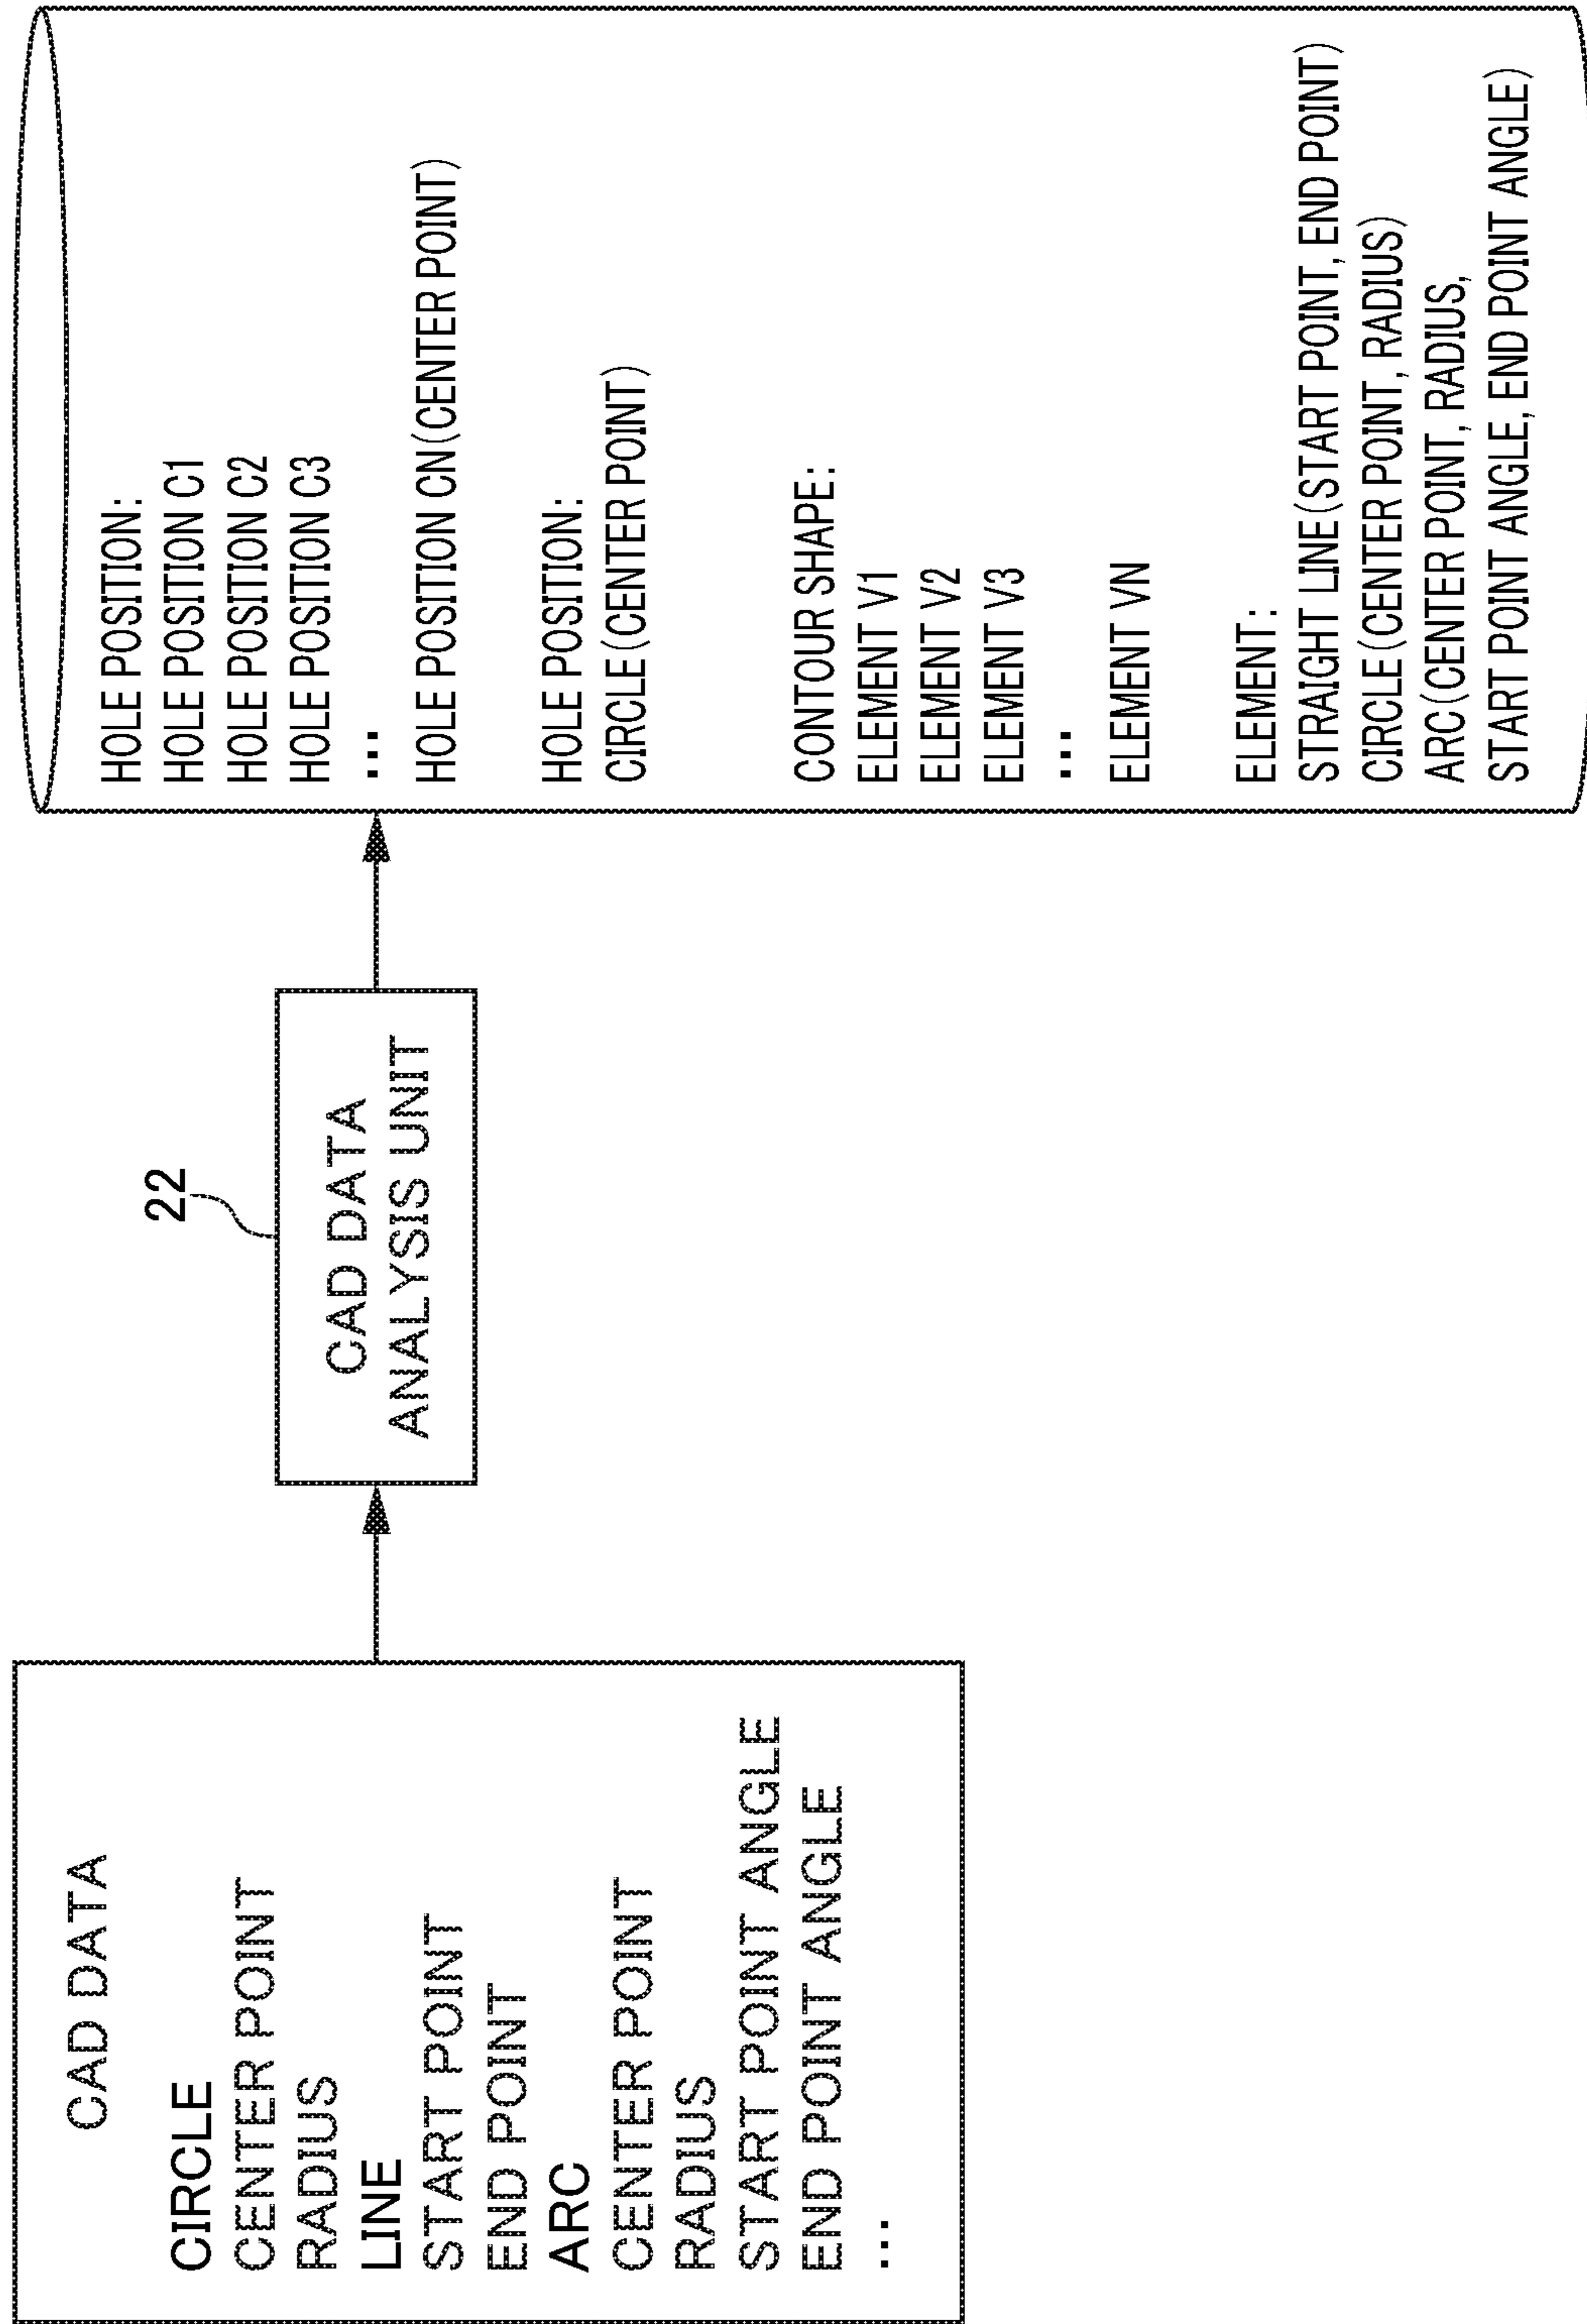 CAD DATA
CIRCLE
CENTER POINT
RADIUS
LINE
START POINT
END POINT
ARC
CENTER POINT
RADIUS
START POINT ANGLE
END POINT ANGLE
...
22
CAD DATA
ANALYSIS UNIT
HOLE POSITION:
HOLE POSITION C1
HOLE POSITION C2
HOLE POSITION C3
...
HOLE POSITION CN(CENTER POINT)
HOLE POSITION:
CIRCLE(CENTER POINT)
CONTOUR SHAPE:
ELEMENT V1
ELEMENT V2
ELEMENT V3
...
ELEMENT VN
ELEMENT:
STRAIGHT LINE(START POINT, END POINT)
CIRCLE(CENTER POINT, RADIUS)
ARC(CENTER POINT, RADIUS,
START POINT ANGLE, END POINT ANGLE)